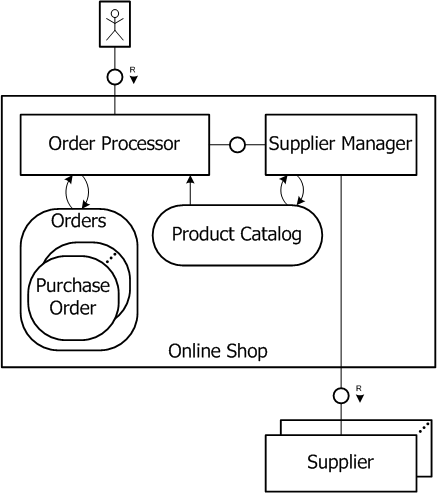 R
Order Processor
Supplier Manager
Orders
Product Catalog
Purchase
Order
Online Shop
R
Supplier